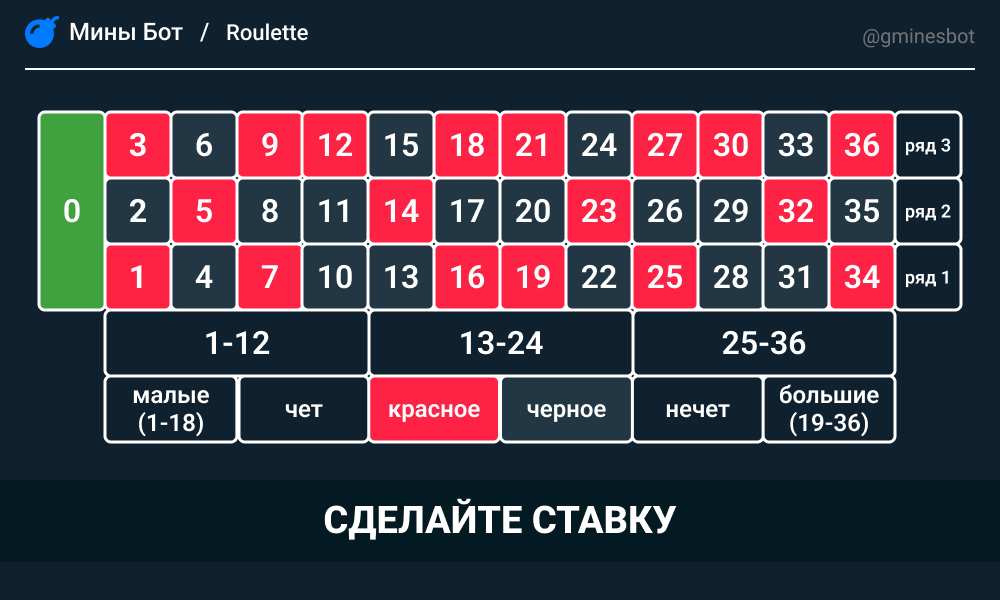 Мины Бот / Roulette
@gminesbot
3 6 9 12 15 18 21 24 27 30 33 36 ряд 3
0 2 5 8 11 14 17 20 23 26 29 32 35 ряд 2
1 4 7 10 13 16 19 22 25 28 31 34 ряд 1
1-12 13-24 25-36
малые
(1-18)
чет
красное
черное
нечет
большие
(19-36)
СДЕЛАЙТЕ СТАВКУ